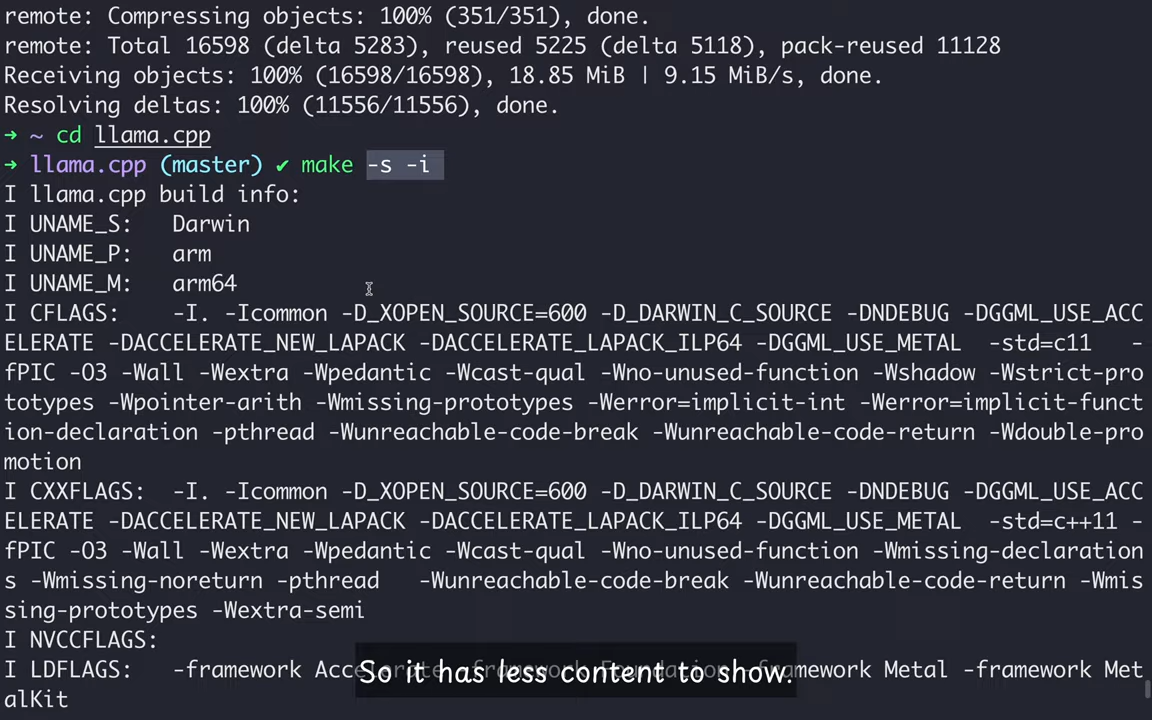 remote: Compressing objects: 100% (351/351), done.
remote: Total 16598 (delta 5283), reused 5225 (delta 5118), pack-reused 11128
Receiving objects: 100% (16598/16598), 18.85 MiB | 9.15 MiB/s, done.
Resolving deltas: 100% (11556/11556), done.
→ ~ cd llama.cpp
→ llama.cpp (master) ✔ make -s -i
I llama.cpp build info:
I UNAME_S:   Darwin
I UNAME_P:   arm
I UNAME_M:   arm64
I CFLAGS:    -I. -Icommon -D_XOPEN_SOURCE=600 -D_DARWIN_C_SOURCE -DNDEBUG -DGGML_USE_ACC
ELERATE -DACCELERATE_NEW_LAPACK -DACCELERATE_LAPACK_ILP64 -DGGML_USE_METAL  -std=c11   -
fPIC -O3 -Wall -Wextra -Wpedantic -Wcast-qual -Wno-unused-function -Wshadow -Wstrict-pro
totypes -Wpointer-arith -Wmissing-prototypes -Werror=implicit-int -Werror=implicit-funct
ion-declaration -pthread -Wunreachable-code-break -Wunreachable-code-return -Wdouble-pro
motion
I CXXFLAGS:  -I. -Icommon -D_XOPEN_SOURCE=600 -D_DARWIN_C_SOURCE -DNDEBUG -DGGML_USE_ACC
ELERATE -DACCELERATE_NEW_LAPACK -DACCELERATE_LAPACK_ILP64 -DGGML_USE_METAL  -std=c++11 -
fPIC -O3 -Wall -Wextra -Wpedantic -Wcast-qual -Wno-unused-function -Wmissing-declaration
s -Wmissing-noreturn -pthread   -Wunreachable-code-break -Wunreachable-code-return -Wmis
sing-prototypes -Wextra-semi
I NVCCFLAGS:
I LDFLAGS:   -framework Accelerate -framework Foundation -framework Metal -framework Met
alKit
So it has less content to show.